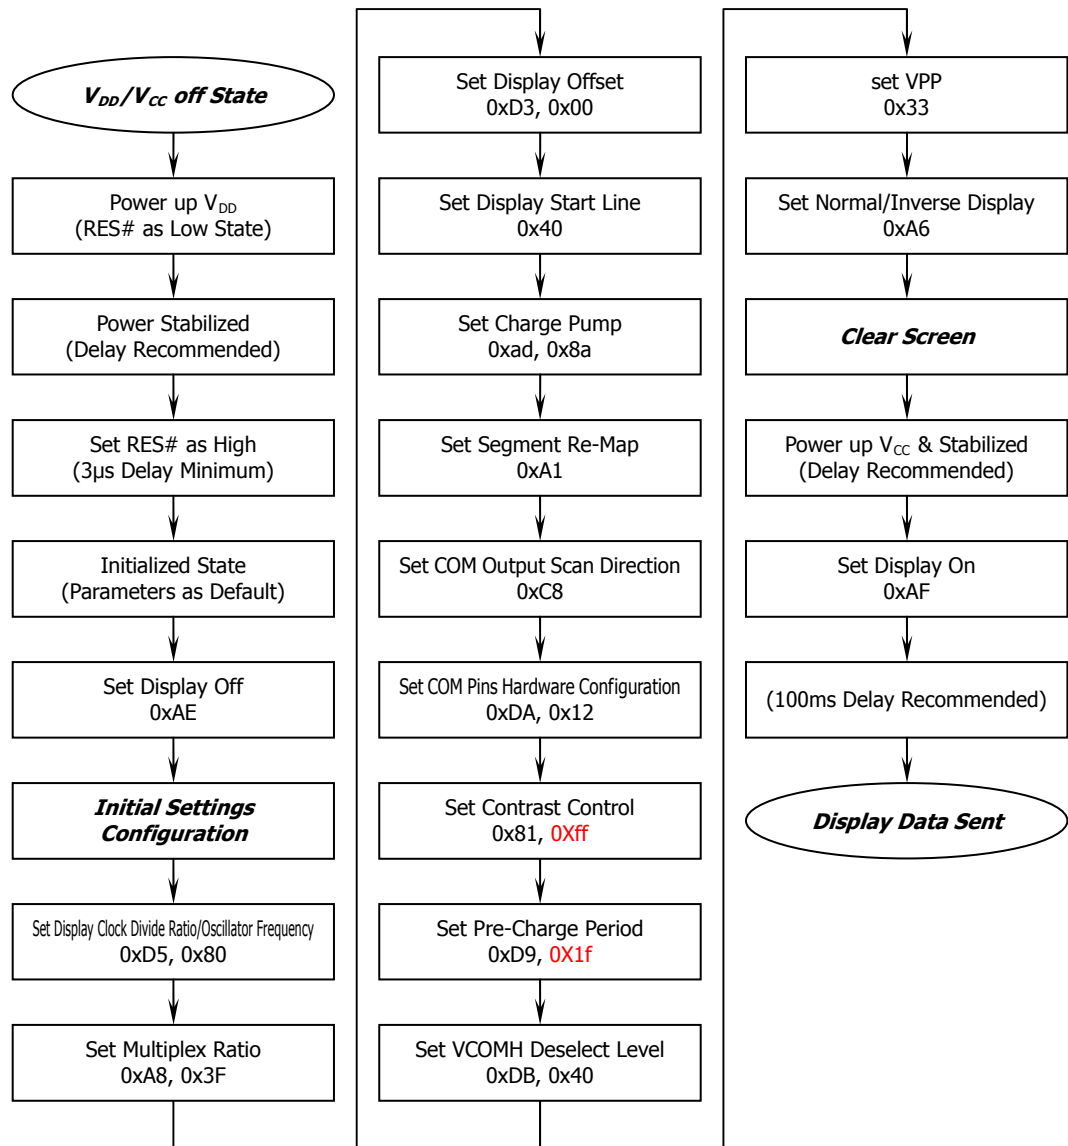 V_DD/V_CC off State
Power up V_DD
(RES# as Low State)
Power Stabilized
(Delay Recommended)
Set RES# as High
(3μs Delay Minimum)
Initialized State
(Parameters as Default)
Set Display Off
0xAE
Initial Settings
Configuration
Set Display Clock Divide Ratio/Oscillator Frequency
0xD5, 0x80
Set Multiplex Ratio
0xA8, 0x3F
Set Display Offset
0xD3, 0x00
Set Display Start Line
0x40
Set Charge Pump
0xad, 0x8a
Set Segment Re-Map
0xA1
Set COM Output Scan Direction
0xC8
Set COM Pins Hardware Configuration
0xDA, 0x12
Set Contrast Control
0x81, 0Xff
Set Pre-Charge Period
0xD9, 0X1f
Set VCOMH Deselect Level
0xDB, 0x40
set VPP
0x33
Set Normal/Inverse Display
0xA6
Clear Screen
Power up V_CC & Stabilized
(Delay Recommended)
Set Display On
0xAF
(100ms Delay Recommended)
Display Data Sent